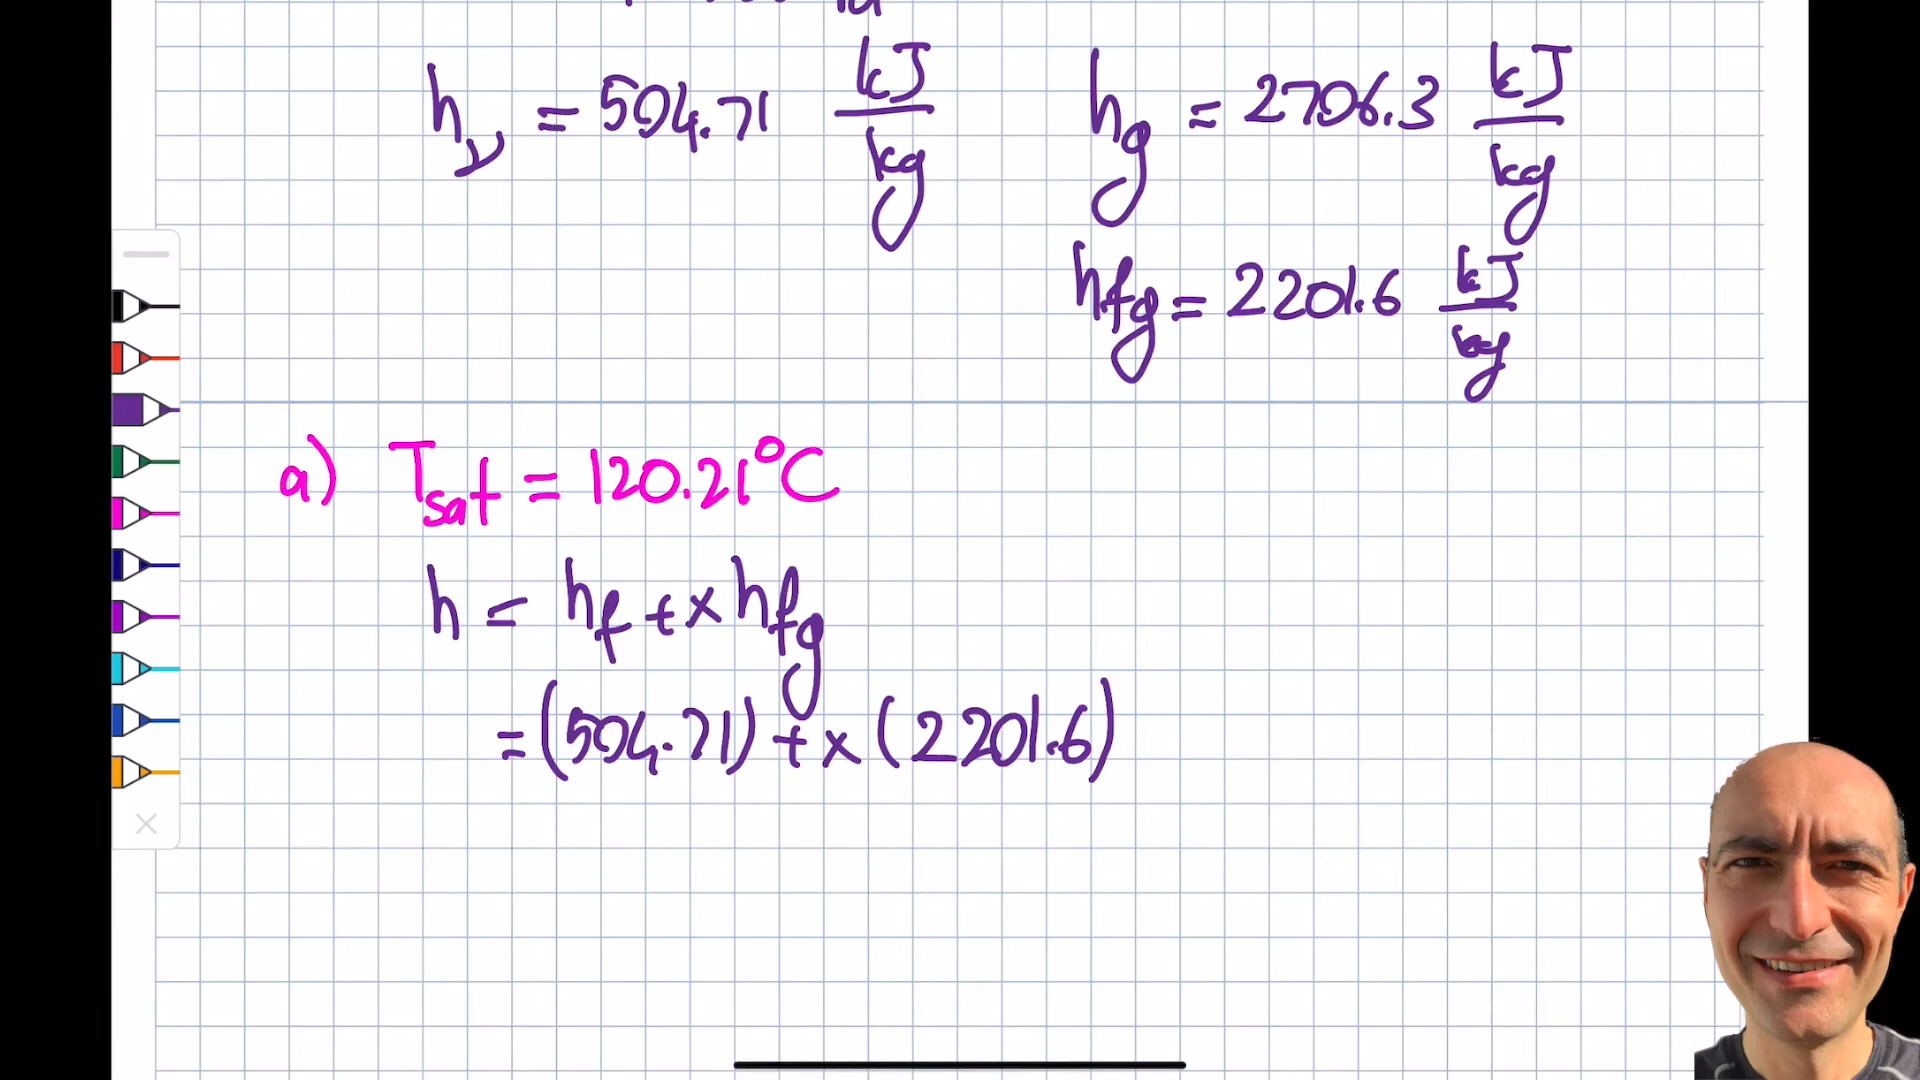 hν = 504.71 kJ/kg hg = 2706.3 kJ/kg
hfg = 2201.6 kJ/kg
a) Tsat = 120.21°C
h = hf + x hfg
= (504.71) + x (2201.6)